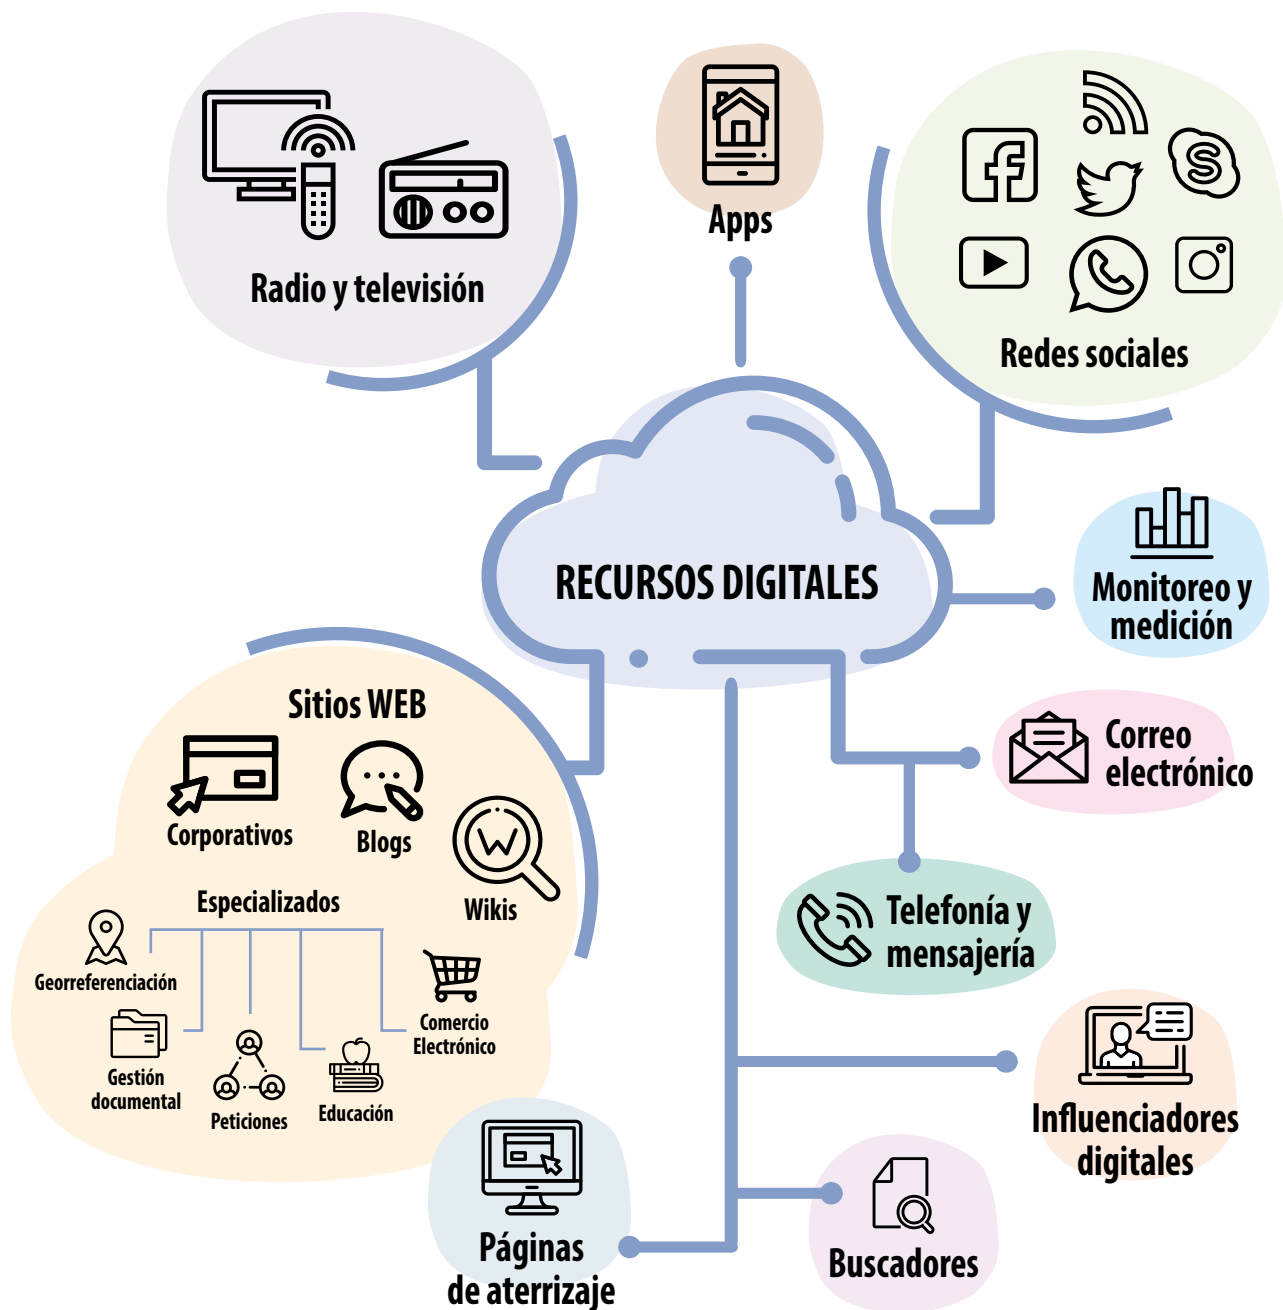 Radio y televisión
Apps
Redes sociales
RECURSOS DIGITALES
Monitoreo y
medición
Correo
electrónico
Telefonía y
mensajería
Influenciadores
digitales
Buscadores
Páginas
de aterrizaje
Sitios WEB
Corporativos
Blogs
W
Wikis
Especializados
Georreferenciación
Gestión
documental
Peticiones
Educación
Comercio
Electrónico